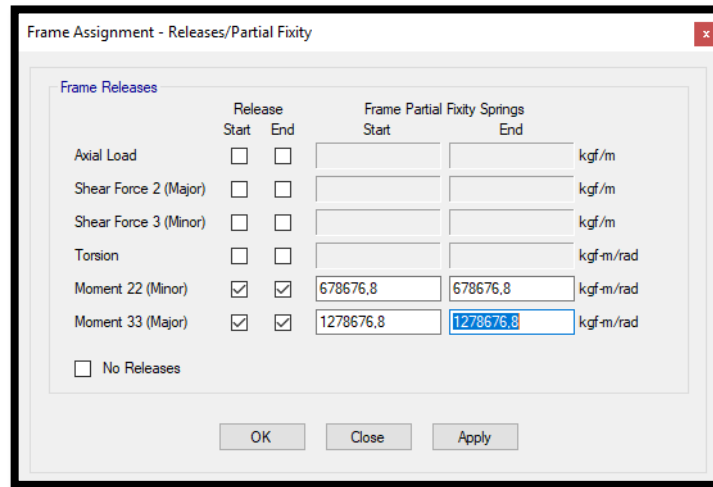 Frame Assignment - Releases/Partial Fixity
x
Frame Releases
Release Frame Partial Fixity Springs
Start End Start End
Axial Load kgf/m
Shear Force 2 (Major) kgf/m
Shear Force 3 (Minor) kgf/m
Torsion kgf-m/rad
Moment 22 (Minor) 678676,8 678676,8 kgf-m/rad
Moment 33 (Major) 1278676,8 1278676,8 kgf-m/rad
No Releases
OK Close Apply